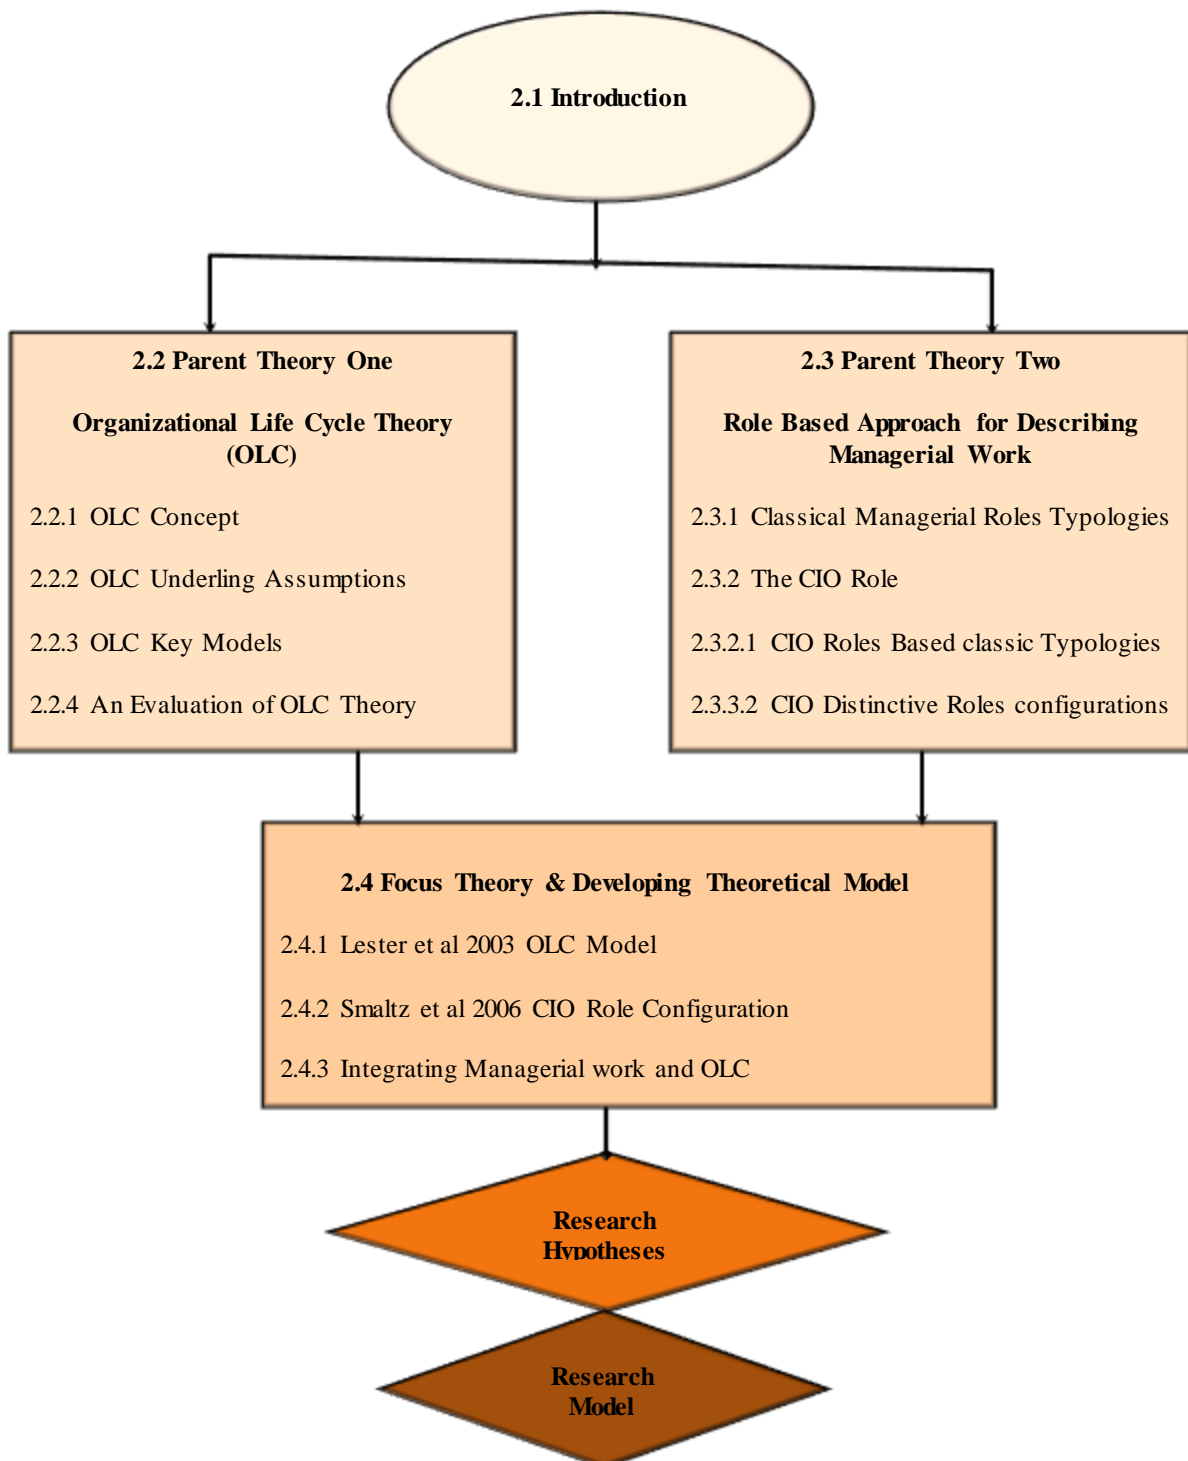 2.1 Introduction
2.2 Parent Theory One
Organizational Life Cycle Theory
(OLC)
2.2.1 OLC Concept
2.2.2 OLC Underling Assumptions
2.2.3 OLC Key Models
2.2.4 An Evaluation of OLC Theory
2.3 Parent Theory Two
Role Based Approach for Describing
Managerial Work
2.3.1 Classical Managerial Roles Typologies
2.3.2 The CIO Role
2.3.2.1 CIO Roles Based classic Typologies
2.3.3.2 CIO Distinctive Roles configurations
2.4 Focus Theory & Developing Theoretical Model
2.4.1 Lester et al 2003 OLC Model
2.4.2 Smaltz et al 2006 CIO Role Configuration
2.4.3 Integrating Managerial work and OLC
Research
Hypotheses
Research
Model